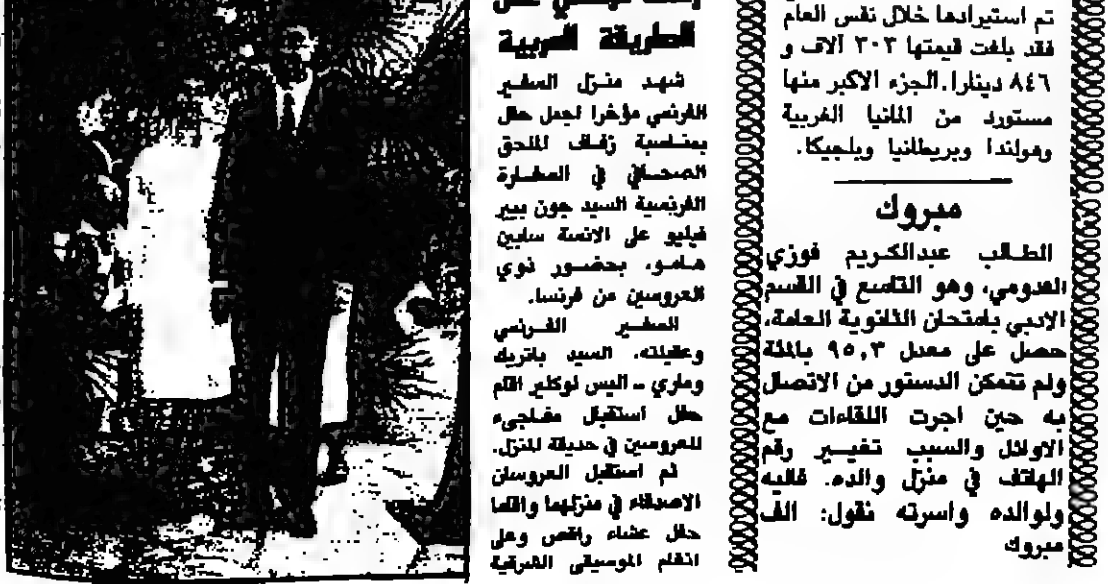 تم استيرادها خلال نفس العام
فقد بلغت قيمتها ٣٠٣ آلاف و
٨٤٦ دينارا. الجزء الاكبر منها
مستورد من المانيا الغربية
وهولندا وبريطانيا وبلجيكا.
مبروك
الطالب عبدالكريم فوزي
القدومي، وهو التاسع في القسم
الادبي بامتحان الثانوية العامة،
حصل على معدل ٩٥,٣ بالمئة
ولم تتمكن الدستور من الاتصال
به حين اجرت اللقاءات مع
الاوائل والسبب تغيير رقم
الهاتف في منزل والده. فاليه
ولوالده واسرته نقول: الف
مبروك
الطريقة العربية
شهد منزل السفير
الفرنسي مؤخرا اجمل حفل
بمناسبة زفاف الملحق
الصحافي في السفارة
الفرنسية السيد جون بيير
فيليو على الانسة سابين
هامو، بحضور ذوي
العروسين من فرنسا.
السفير الفرنسي
وعقيلته، السيد باتريك
وماري ـ اليس لوكلير اقام
حفل استقبال مفاجيء
للعروسين في حديقة المنزل.
ثم استقبل العروسان
الاصدقاء في منزلهما واقاما
حفل عشاء راقص وعلى
انغام الموسيقى الشرقية